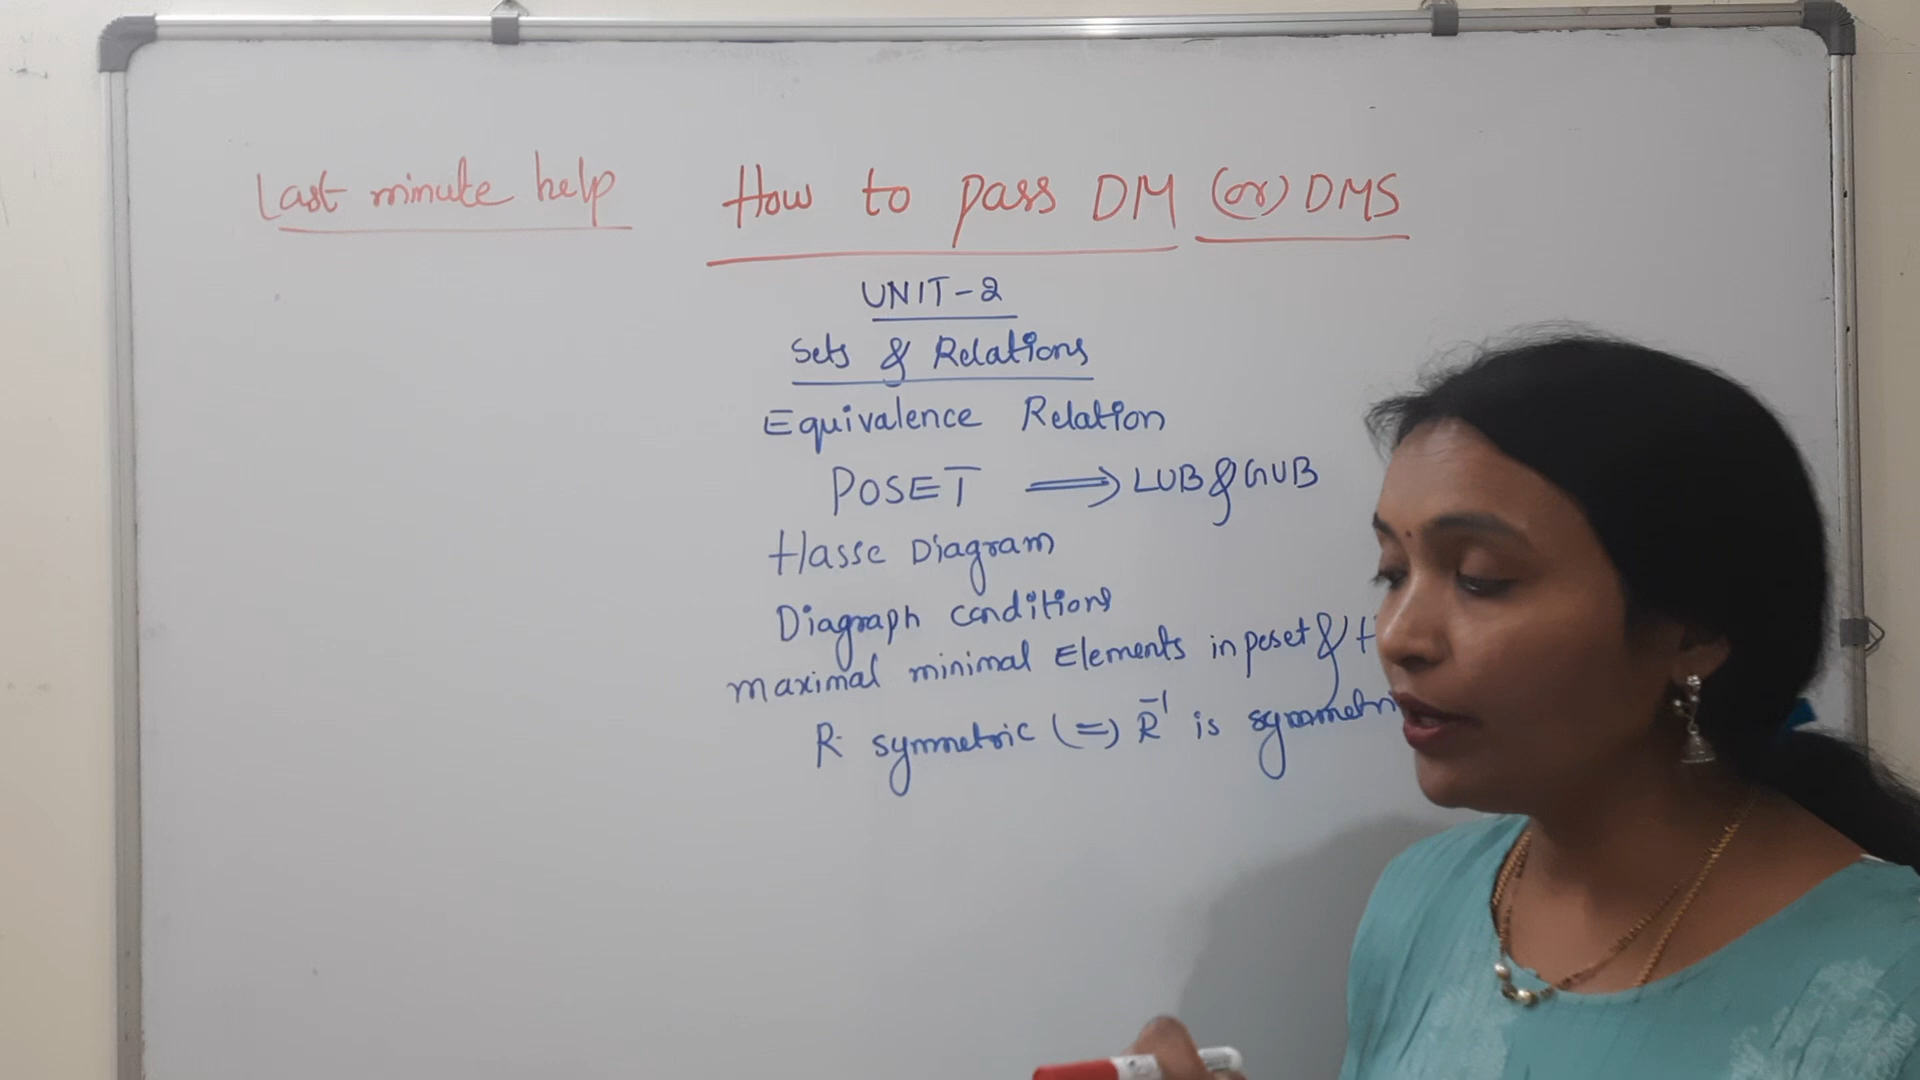 Last minute help How to pass DM (or) DMS
UNIT-2
Sets & Relations
Equivalence Relation
POSET ⟹ LUB & GUB
Hasse Diagram
Diagraph conditions
Maximal minimal Elements in poset &
R symmetric (=) R⁻¹ is symmetri